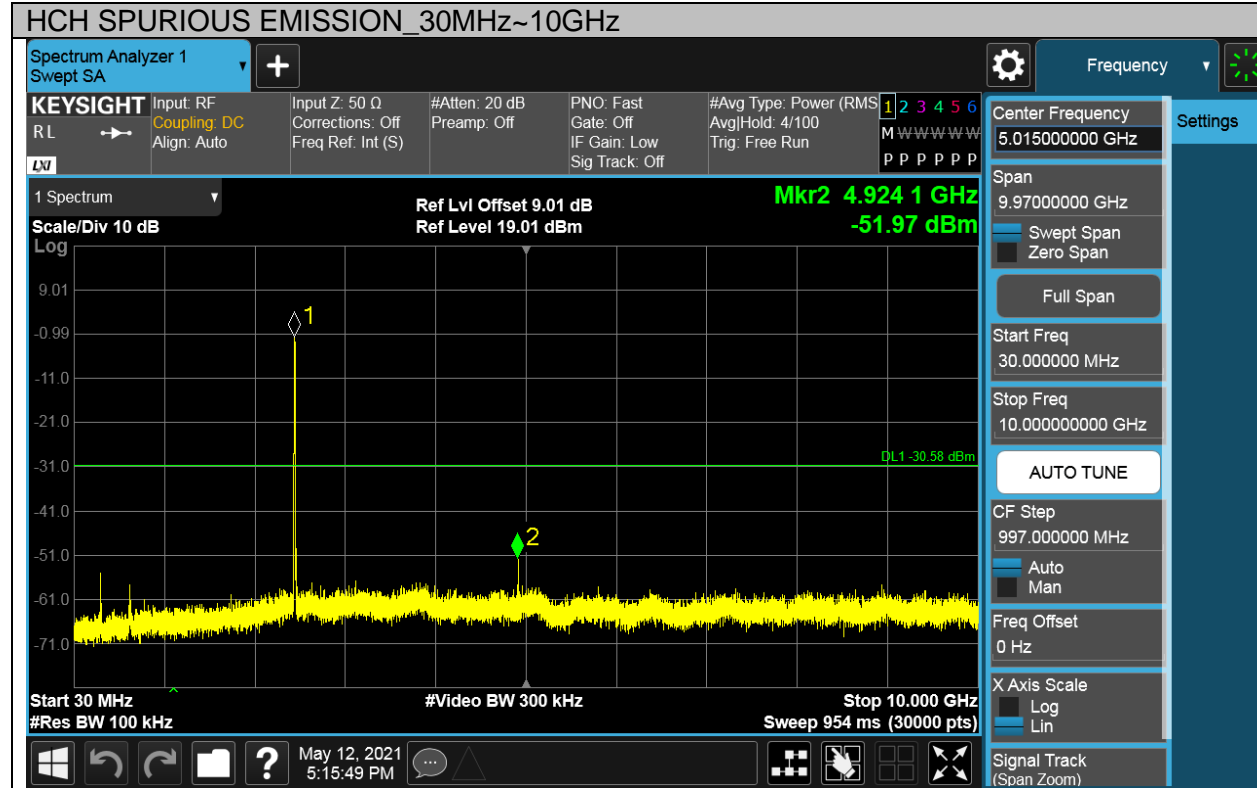 HCH SPURIOUS EMISSION_30MHz~10GHz
Spectrum Analyzer 1
Swept SA
+
Frequency
KEYSIGHT
R L
LXI
Input: RF
Coupling: DC
Align: Auto
Input Z: 50 Ω
Corrections: Off
Freq Ref: Int (S)
#Atten: 20 dB
Preamp: Off
PNO: Fast
Gate: Off
IF Gain: Low
Sig Track: Off
#Avg Type: Power (RMS
Avg|Hold: 4/100
Trig: Free Run
1 2 3 4 5 6
M W W W W W
P P P P P P
1 Spectrum
Scale/Div 10 dB
Ref Lvl Offset 9.01 dB
Ref Level 19.01 dBm
Mkr2 4.924 1 GHz
-51.97 dBm
Log
9.01
-0.99
-11.0
-21.0
-31.0
-41.0
-51.0
-61.0
-71.0
1
2
DL1 -30.58 dBm
Start 30 MHz
#Res BW 100 kHz
#Video BW 300 kHz
Stop 10.000 GHz
Sweep 954 ms (30000 pts)
Center Frequency
5.015000000 GHz
Settings
Span
9.97000000 GHz
Swept Span
Zero Span
Full Span
Start Freq
30.000000 MHz
Stop Freq
10.000000000 GHz
AUTO TUNE
CF Step
997.000000 MHz
Auto
Man
Freq Offset
0 Hz
X Axis Scale
Log
Lin
Signal Track
(Span Zoom)
?
May 12, 2021
5:15:49 PM